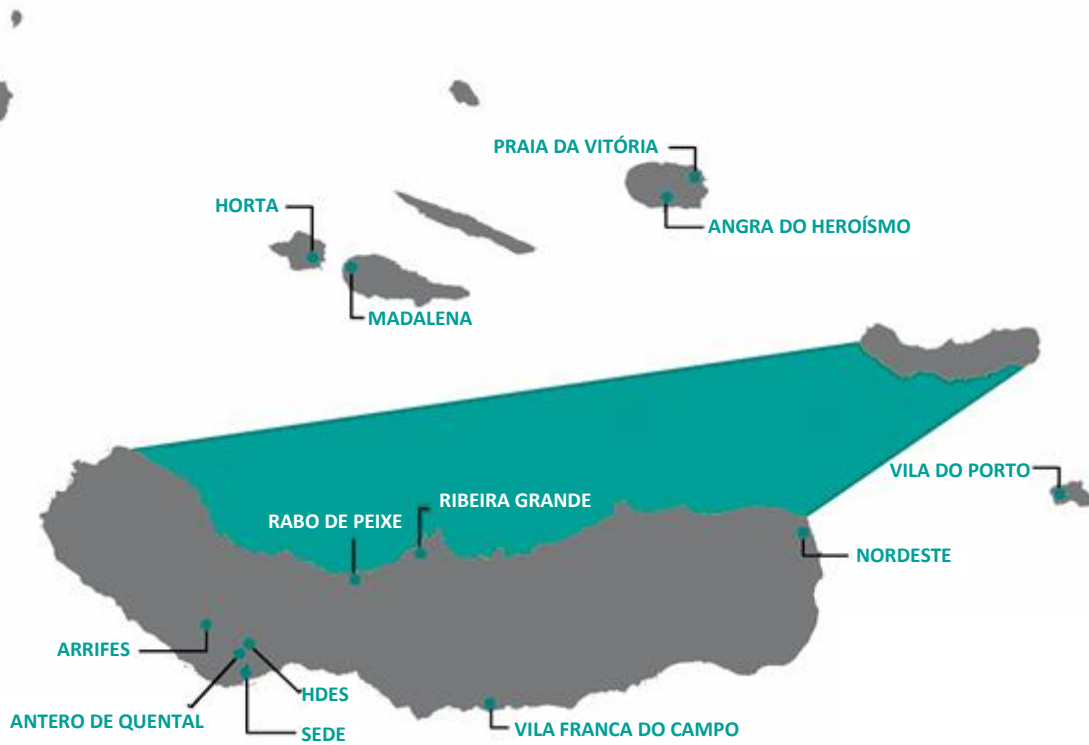 PRAIA DA VITÓRIA
HORTA
ANGRA DO HEROÍSMO
MADALENA
VILA DO PORTO
RIBEIRA GRANDE
RABO DE PEIXE
NORDESTE
ARRIFES
HDES
ANTERO DE QUENTAL
SEDE
VILA FRANCA DO CAMPO